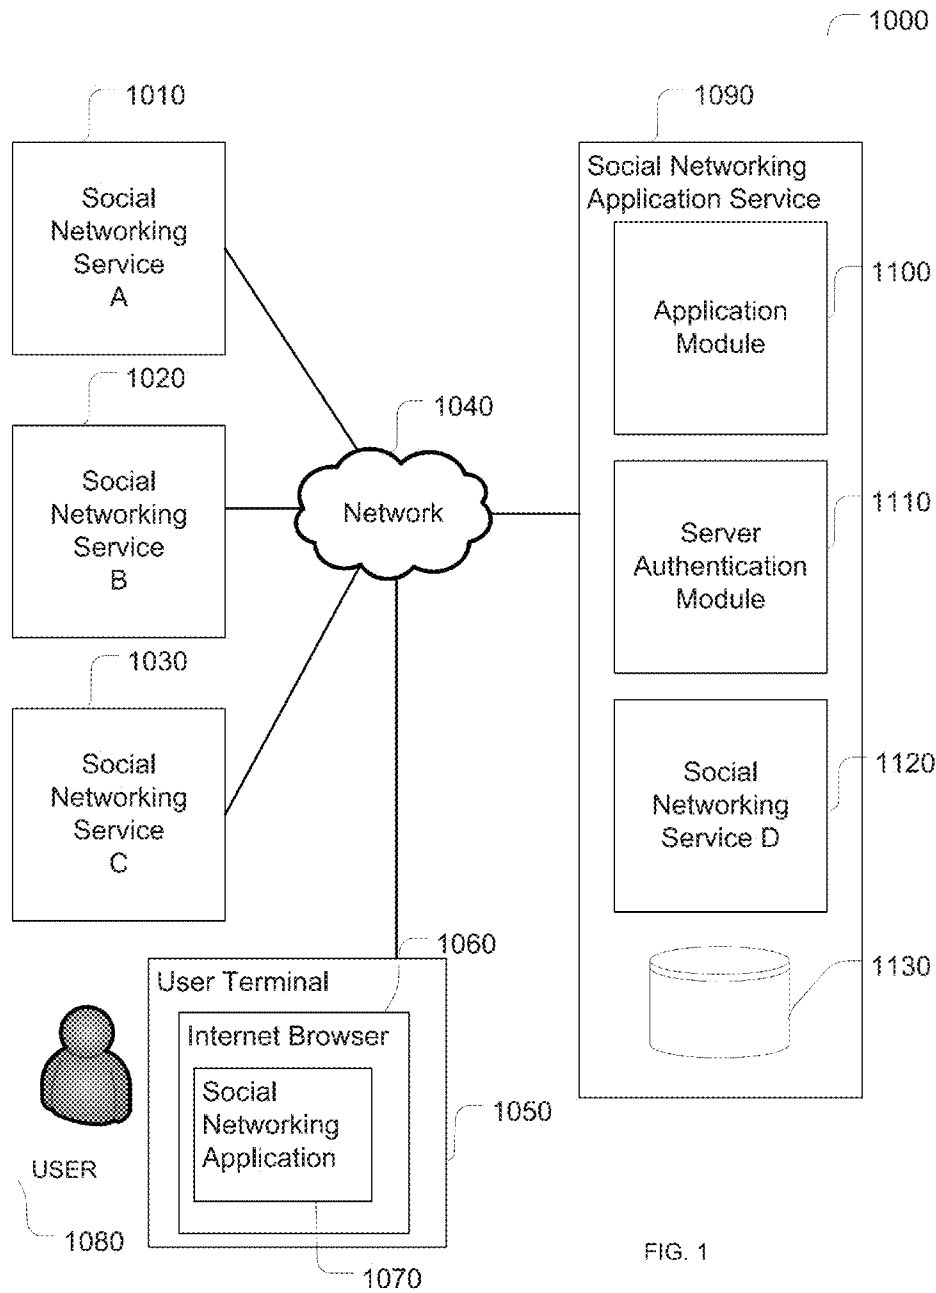 1000
1010
Social
Networking
Service
A
1020
Social
Networking
Service
B
1030
Social
Networking
Service
C
1040
Network
1090
Social Networking
Application Service
1100
Application
Module
1110
Server
Authentication
Module
1120
Social
Networking
Service D
1130
1060
User Terminal
Internet Browser
Social
Networking
Application
1050
1070
USER
1080
FIG. 1